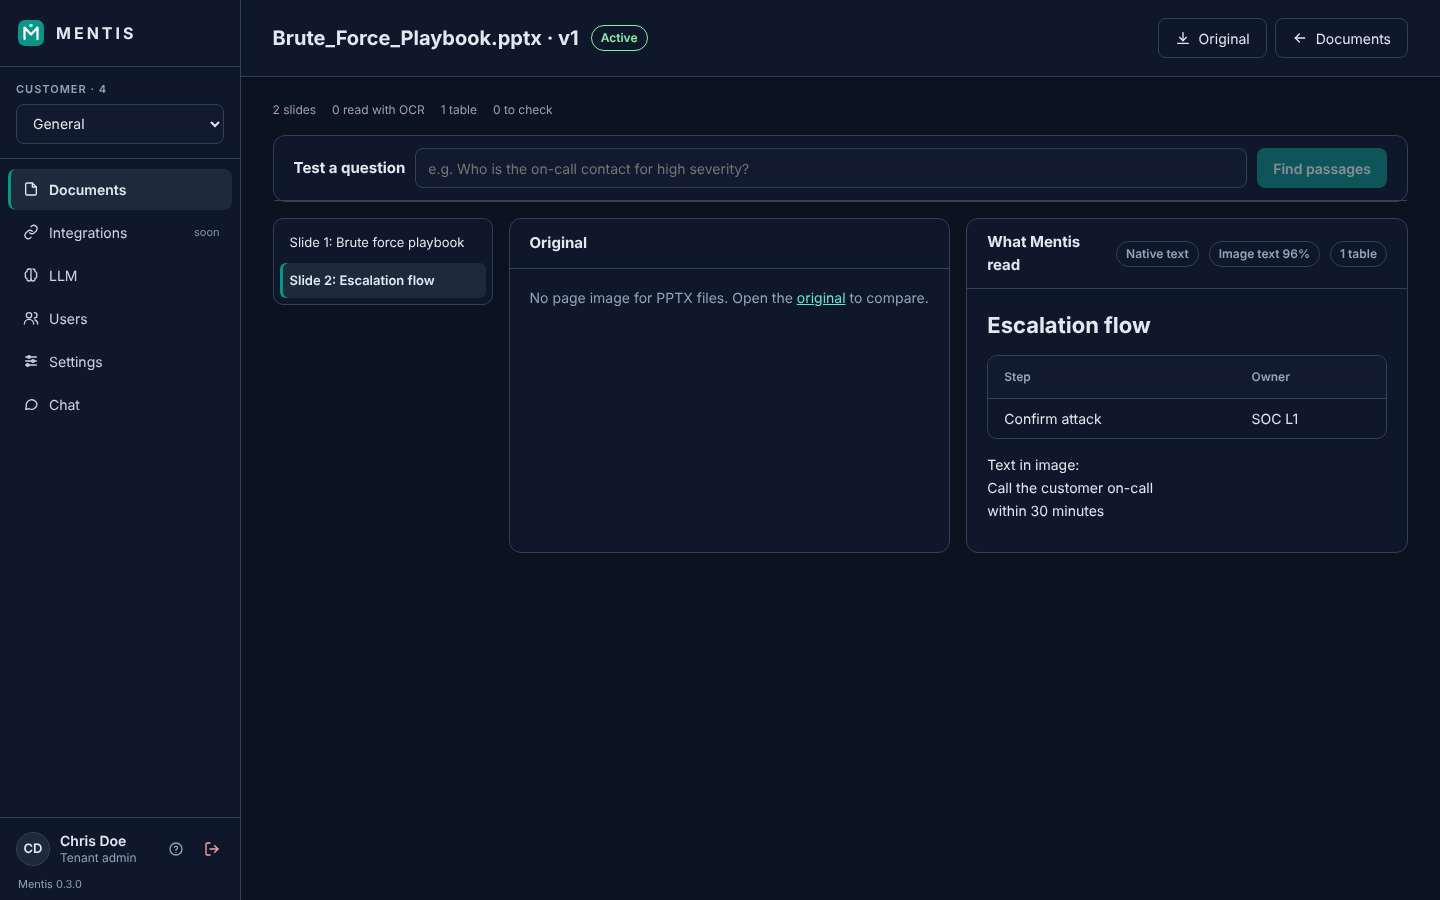 MENTIS
CUSTOMER · 4
General
Documents
Integrations soon
LLM
Users
Settings
Chat
CD
Chris Doe
Tenant admin
Mentis 0.3.0
Brute_Force_Playbook.pptx · v1 Active
Original
Documents
2 slides 0 read with OCR 1 table 0 to check
Test a question e.g. Who is the on-call contact for high severity? Find passages
Slide 1: Brute force playbook
Slide 2: Escalation flow
Original
No page image for PPTX files. Open the original to compare.
What Mentis
read
Native text Image text 96% 1 table
Escalation flow
Step Owner
Confirm attack SOC L1
Text in image:
Call the customer on-call
within 30 minutes